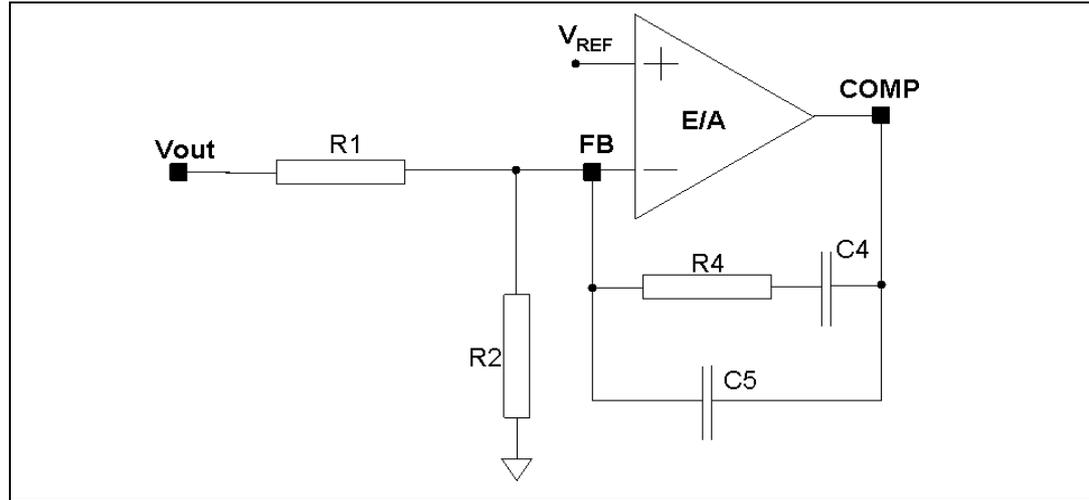 VREF
COMP
E/A
Vout
R1
FB
R4
C4
R2
C5